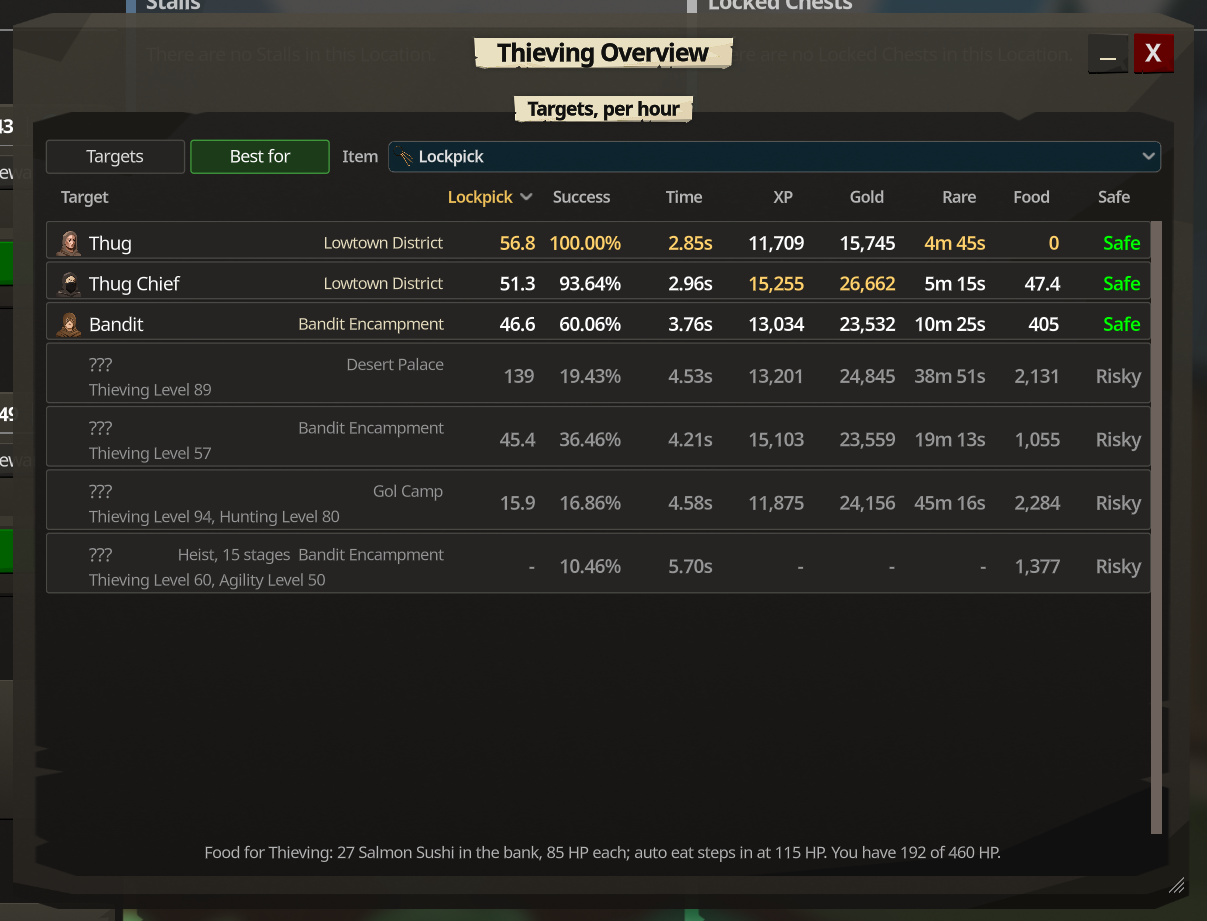 Stalls
Locked Chests
There are no Stalls in this Location.
are no Locked Chests in this Location.
Thieving Overview
X
Targets, per hour
43
Targets
Best for
Item
Lockpick
Target Lockpick Success Time XP Gold Rare Food Safe
Thug Lowtown District 56.8 100.00% 2.85s 11,709 15,745 4m 45s 0 Safe
Thug Chief Lowtown District 51.3 93.64% 2.96s 15,255 26,662 5m 15s 47.4 Safe
Bandit Bandit Encampment 46.6 60.06% 3.76s 13,034 23,532 10m 25s 405 Safe
??? Desert Palace 139 19.43% 4.53s 13,201 24,845 38m 51s 2,131 Risky
Thieving Level 89
49
??? Bandit Encampment 45.4 36.46% 4.21s 15,103 23,559 19m 13s 1,055 Risky
Thieving Level 57
??? Gol Camp 15.9 16.86% 4.58s 11,875 24,156 45m 16s 2,284 Risky
Thieving Level 94, Hunting Level 80
??? Heist, 15 stages Bandit Encampment - 10.46% 5.70s - - - 1,377 Risky
Thieving Level 60, Agility Level 50
Food for Thieving: 27 Salmon Sushi in the bank, 85 HP each; auto eat steps in at 115 HP. You have 192 of 460 HP.